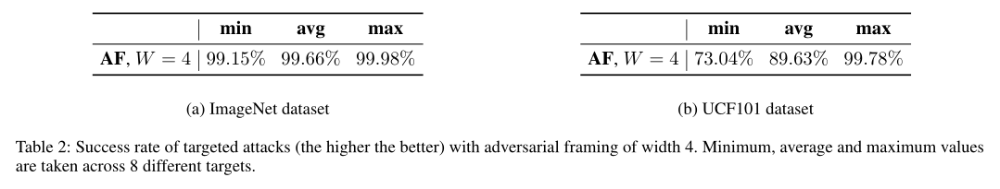 min avg max
AF, W = 4 99.15% 99.66% 99.98%
(a) ImageNet dataset
min avg max
AF, W = 4 73.04% 89.63% 99.78%
(b) UCF101 dataset
Table 2: Success rate of targeted attacks (the higher the better) with adversarial framing of width 4. Minimum, average and maximum values
are taken across 8 different targets.